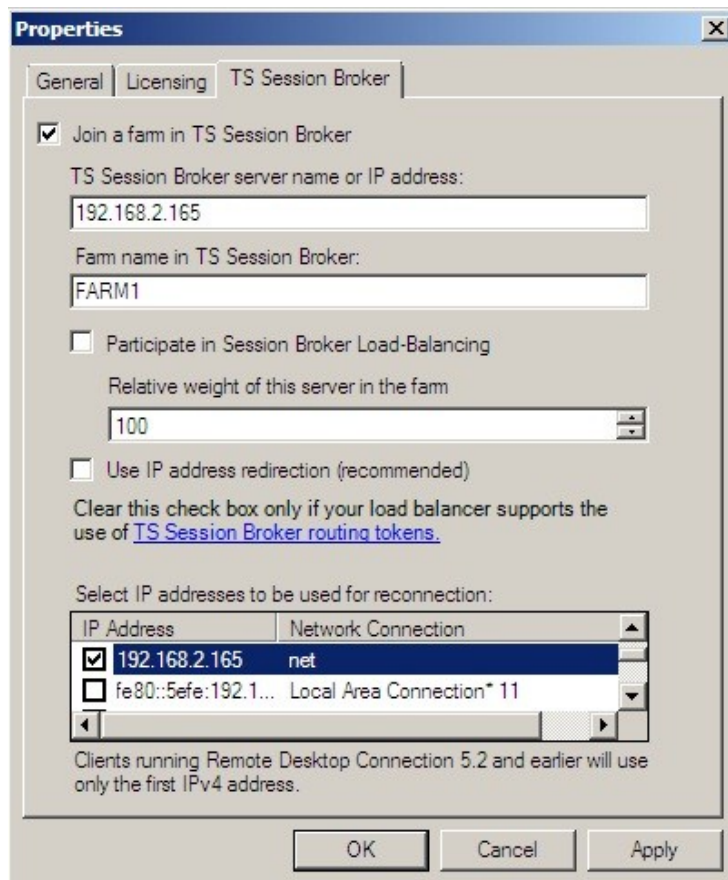 Properties
General
Licensing
TS Session Broker
Join a farm in TS Session Broker
TS Session Broker server name or IP address:
192.168.2.165
Farm name in TS Session Broker:
FARM1
Participate in Session Broker Load-Balancing
Relative weight of this server in the farm
100
Use IP address redirection (recommended)
Clear this check box only if your load balancer supports the
use of TS Session Broker routing tokens.
Select IP addresses to be used for reconnection:
IP Address Network Connection
192.168.2.165 net
fe80::5efe:192.1... Local Area Connection* 11
Clients running Remote Desktop Connection 5.2 and earlier will use
only the first IPv4 address.
OK Cancel Apply